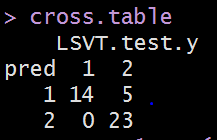 > cross.table
    LSVT.test.y
pred  1  2
   1 14  5
   2  0 23